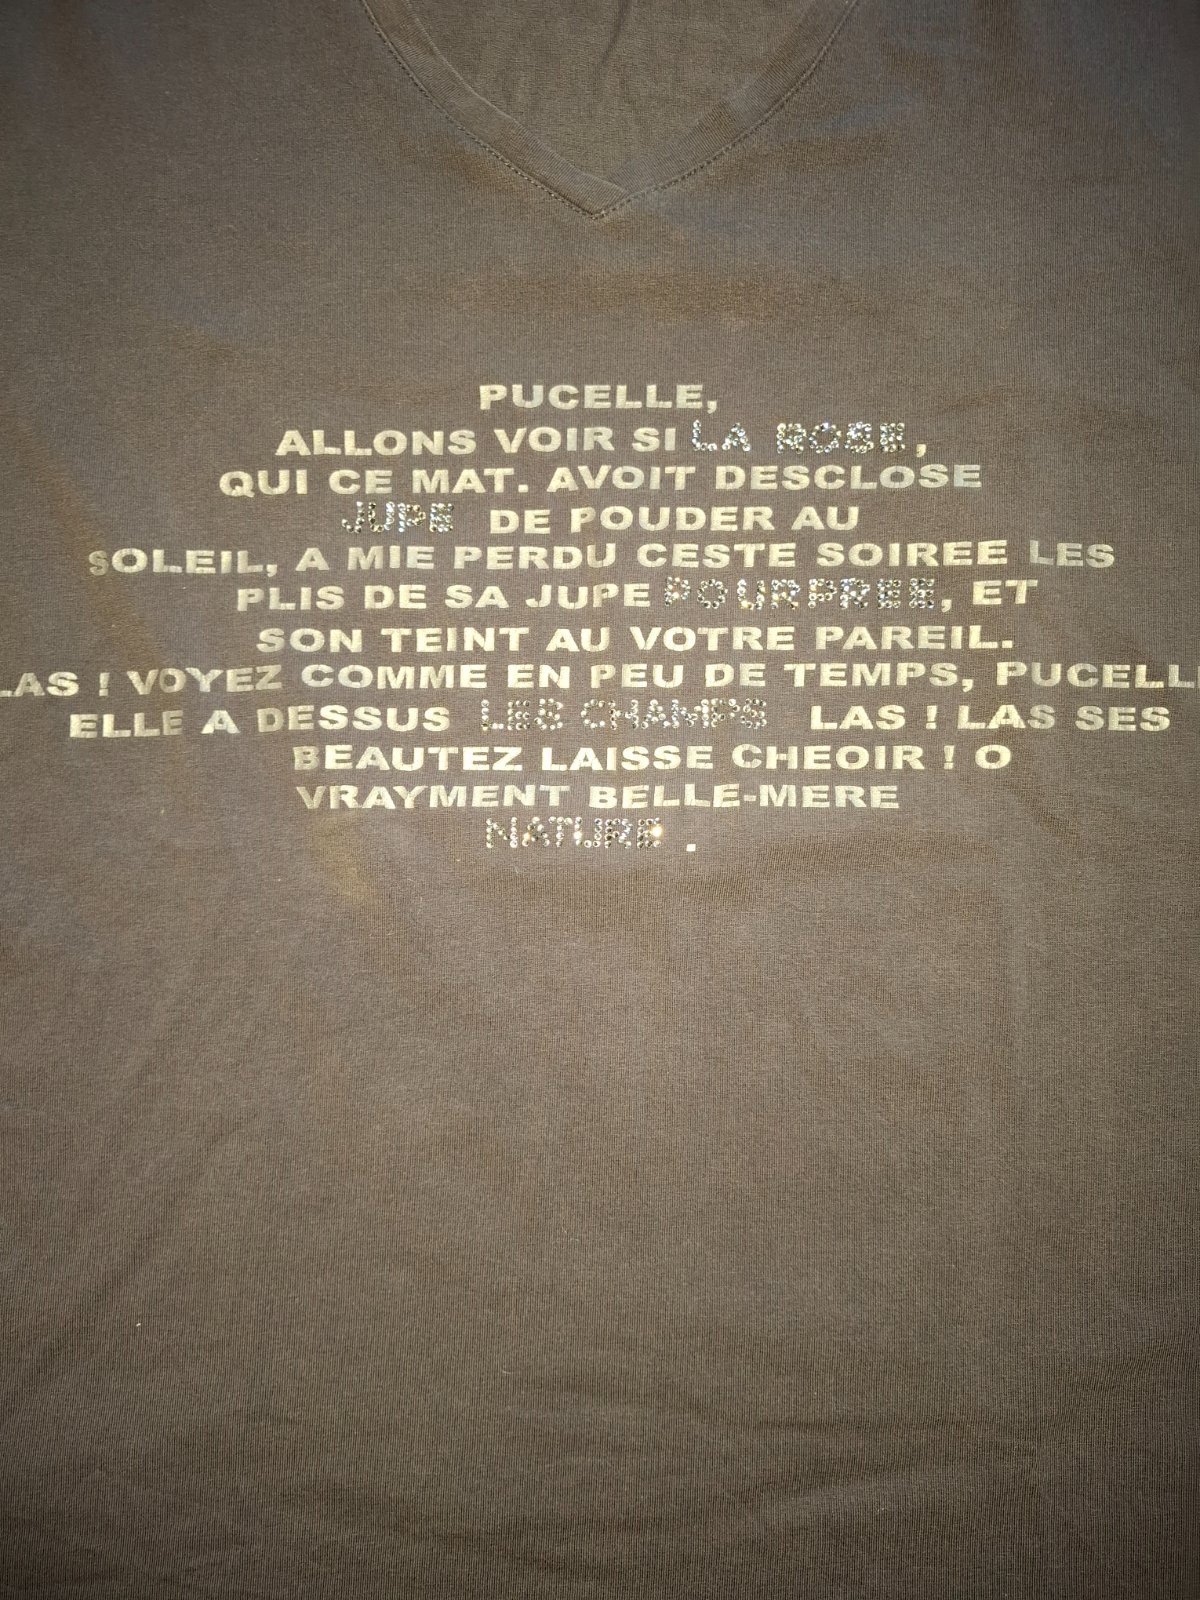 PUCELLE,
ALLONS VOIR SI LA ROSE,
QUI CE MAT. AVOIT DESCLOSE
JUPE DE POUDER AU
SOLEIL, A MIE PERDU CESTE SOIREE LES
PLIS DE SA JUPE POURPREE, ET
SON TEINT AU VOTRE PAREIL.
LAS ! VOYEZ COMME EN PEU DE TEMPS, PUCELL
ELLE A DESSUS LES CHAMPS LAS ! LAS SES
BEAUTEZ LAISSE CHEOIR ! O
VRAYMENT BELLE-MERE
NATURE .